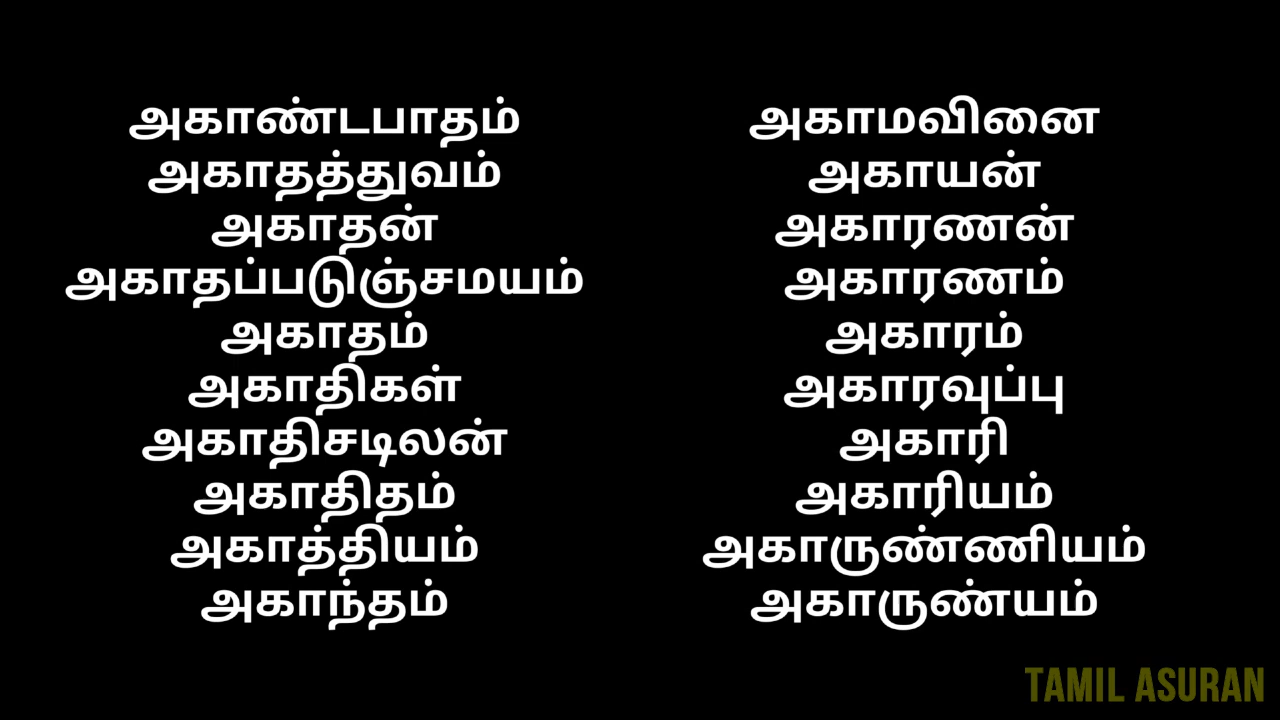 அகாண்டபாதம்
அகாதத்துவம்
அகாதன்
அகாதப்படுஞ்சமயம்
அகாதம்
அகாதிகள்
அகாதிசடிலன்
அகாதிதம்
அகாத்தியம்
அகாந்தம்
அகாமவினை
அகாயன்
அகாரணன்
அகாரணம்
அகாரம்
அகாரவுப்பு
அகாரி
அகாரியம்
அகாருண்ணியம்
அகாருண்யம்
TAMIL ASURAN